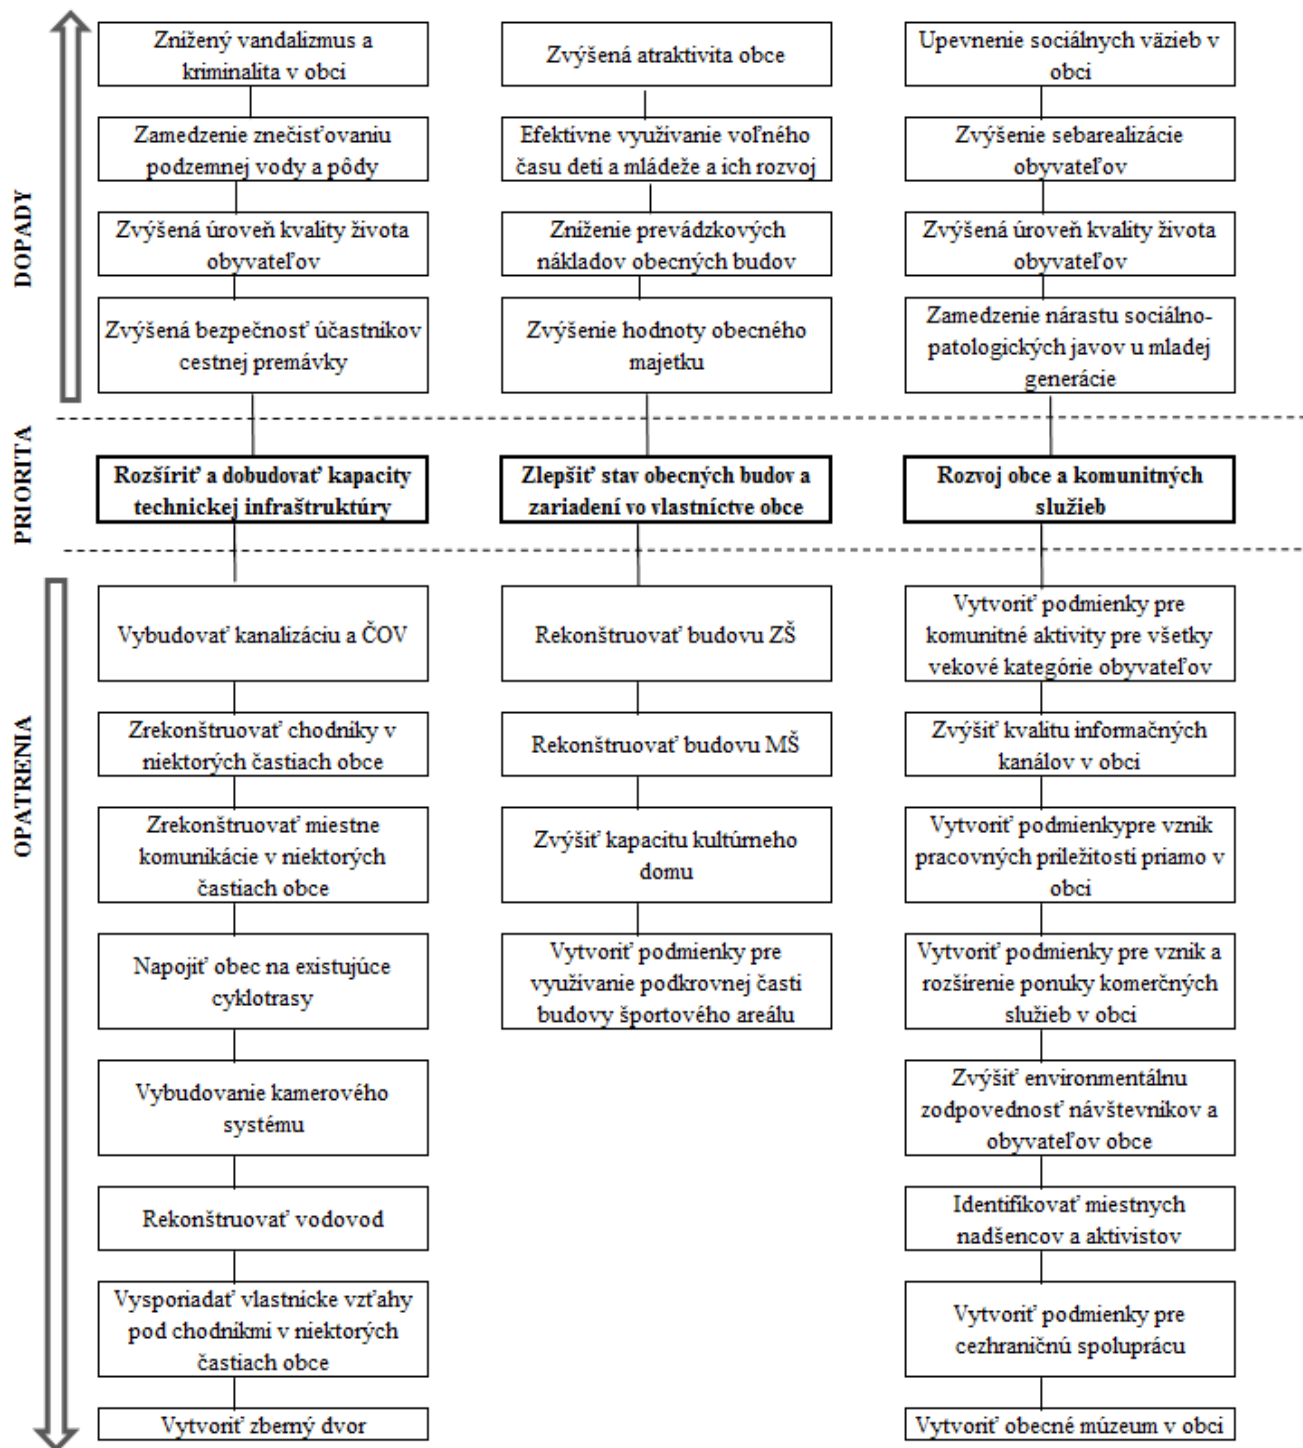 DOPADY
Znížený vandalizmus a
kriminalita v obci
Zamedzenie znečisťovaniu
podzemnej vody a pôdy
Zvýšená úroveň kvality života
obyvateľov
Zvýšená bezpečnosť účastníkov
cestnej premávky
Zvýšená atraktivita obce
Efektívne využívanie voľného
času detí a mládeže a ich rozvoj
Zníženie prevádzkových
nákladov obecných budov
Zvýšenie hodnoty obecného
majetku
Upevnenie sociálnych väzieb v
obci
Zvýšenie sebarealizácie
obyvateľov
Zvýšená úroveň kvality života
obyvateľov
Zamedzenie nárastu sociálno-
patologických javov u mladej
generácie
PRIORITA
Rozšíriť a dobudovať kapacity
technickej infraštruktúry
Zlepšiť stav obecných budov a
zariadení vo vlastníctve obce
Rozvoj obce a komunitných
služieb
OPATRENIA
Vybudovať kanalizáciu a ČOV
Zrekonštruovať chodníky v
niektorých častiach obce
Zrekonštruovať miestne
komunikácie v niektorých
častiach obce
Napojiť obec na existujúce
cyklotrasy
Vybudovanie kamerového
systému
Rekonštruovať vodovod
Vysporiadať vlastnícke vzťahy
pod chodníkmi v niektorých
častiach obce
Vytvoriť zberný dvor
Rekonštruovať budovu ZŠ
Rekonštruovať budovu MŠ
Zvýšiť kapacitu kultúrneho
domu
Vytvoriť podmienky pre
využívanie podkrovnej časti
budovy športového areálu
Vytvoriť podmienky pre
komunitné aktivity pre všetky
vekové kategórie obyvateľov
Zvýšiť kvalitu informačných
kanálov v obci
Vytvoriť podmienkypre vznik
pracovných príležitostí priamo v
obci
Vytvoriť podmienky pre vznik a
rozšírenie ponuky komerčných
služieb v obci
Zvýšiť environmentálnu
zodpovednosť návštevníkov a
obyvateľov obce
Identifikovať miestnych
nadšencov a aktivistov
Vytvoriť podmienky pre
cezhraničnú spoluprácu
Vytvoriť obecné múzeum v obci